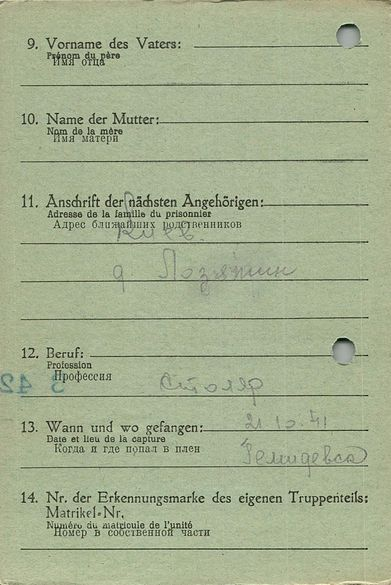 9. Vorname des Vaters:
Prénom du père
Имя отца
10. Name der Mutter:
Nom de la mère
Имя матери
11. Anschrift der nächsten Angehörigen:
Adresse de la famille du prisonnier
Адрес ближайших родственников
Киев.
д
12. Beruf:
Profession
Профессия
Столяр
42
13. Wann und wo gefangen:
21.10.41
Date et lieu de la capture
Когда и где попал в плен
14. Nr. der Erkennungsmarke des eigenen Truppenteils:
Matrikel-Nr.
Numéro du matricule de l'unité
Номер в собственной части